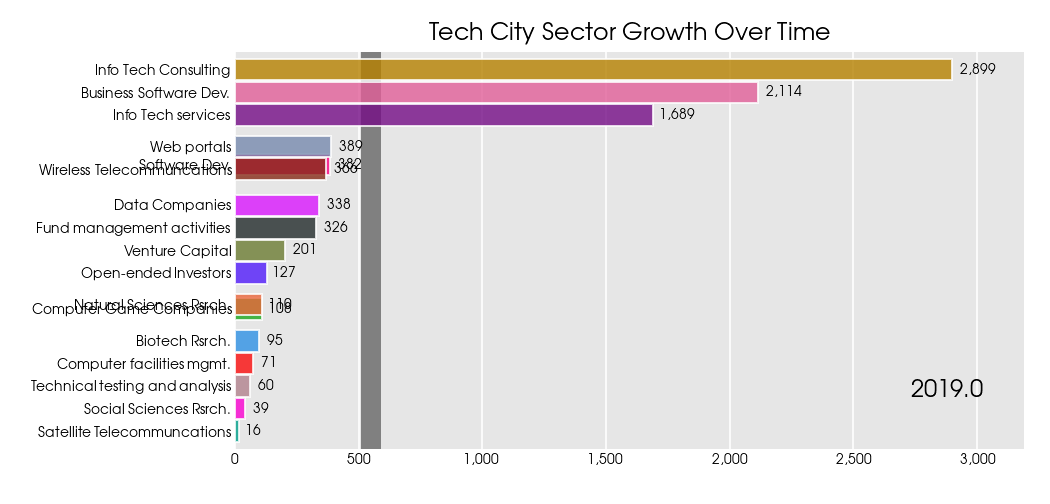 Tech City Sector Growth Over Time
Info Tech Consulting 2,899
Business Software Dev. 2,114
Info Tech services 1,689
Web portals 389
Software Dev. 382
Wireless Telecommuncations 366
Data Companies 338
Fund management activities 326
Venture Capital 201
Open-ended Investors 127
Natural Sciences Rsrch. 110
Computer Game Companies 108
Biotech Rsrch. 95
Computer facilities mgmt. 71
Technical testing and analysis 60
Social Sciences Rsrch. 39
Satellite Telecommuncations 16
2019.0
0 500 1,000 1,500 2,000 2,500 3,000